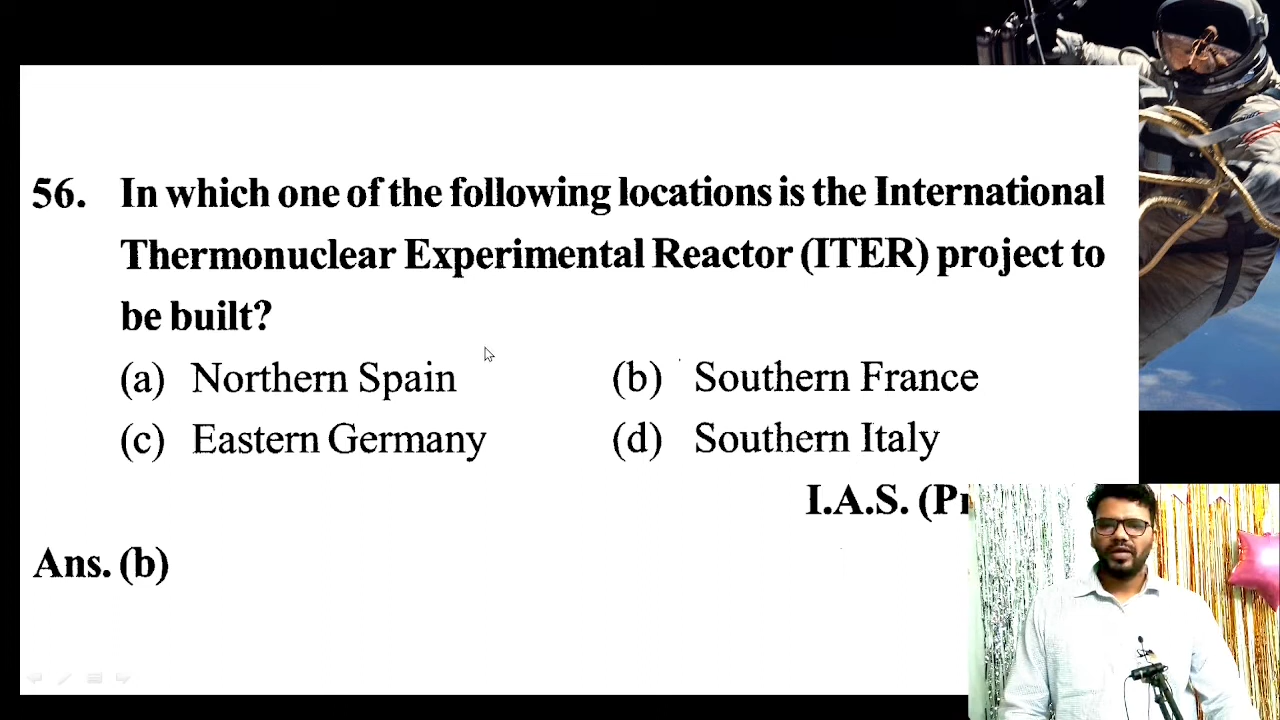 56. In which one of the following locations is the International
Thermonuclear Experimental Reactor (ITER) project to
be built?
(a) Northern Spain (b) Southern France
(c) Eastern Germany (d) Southern Italy
I.A.S.
Ans. (b)